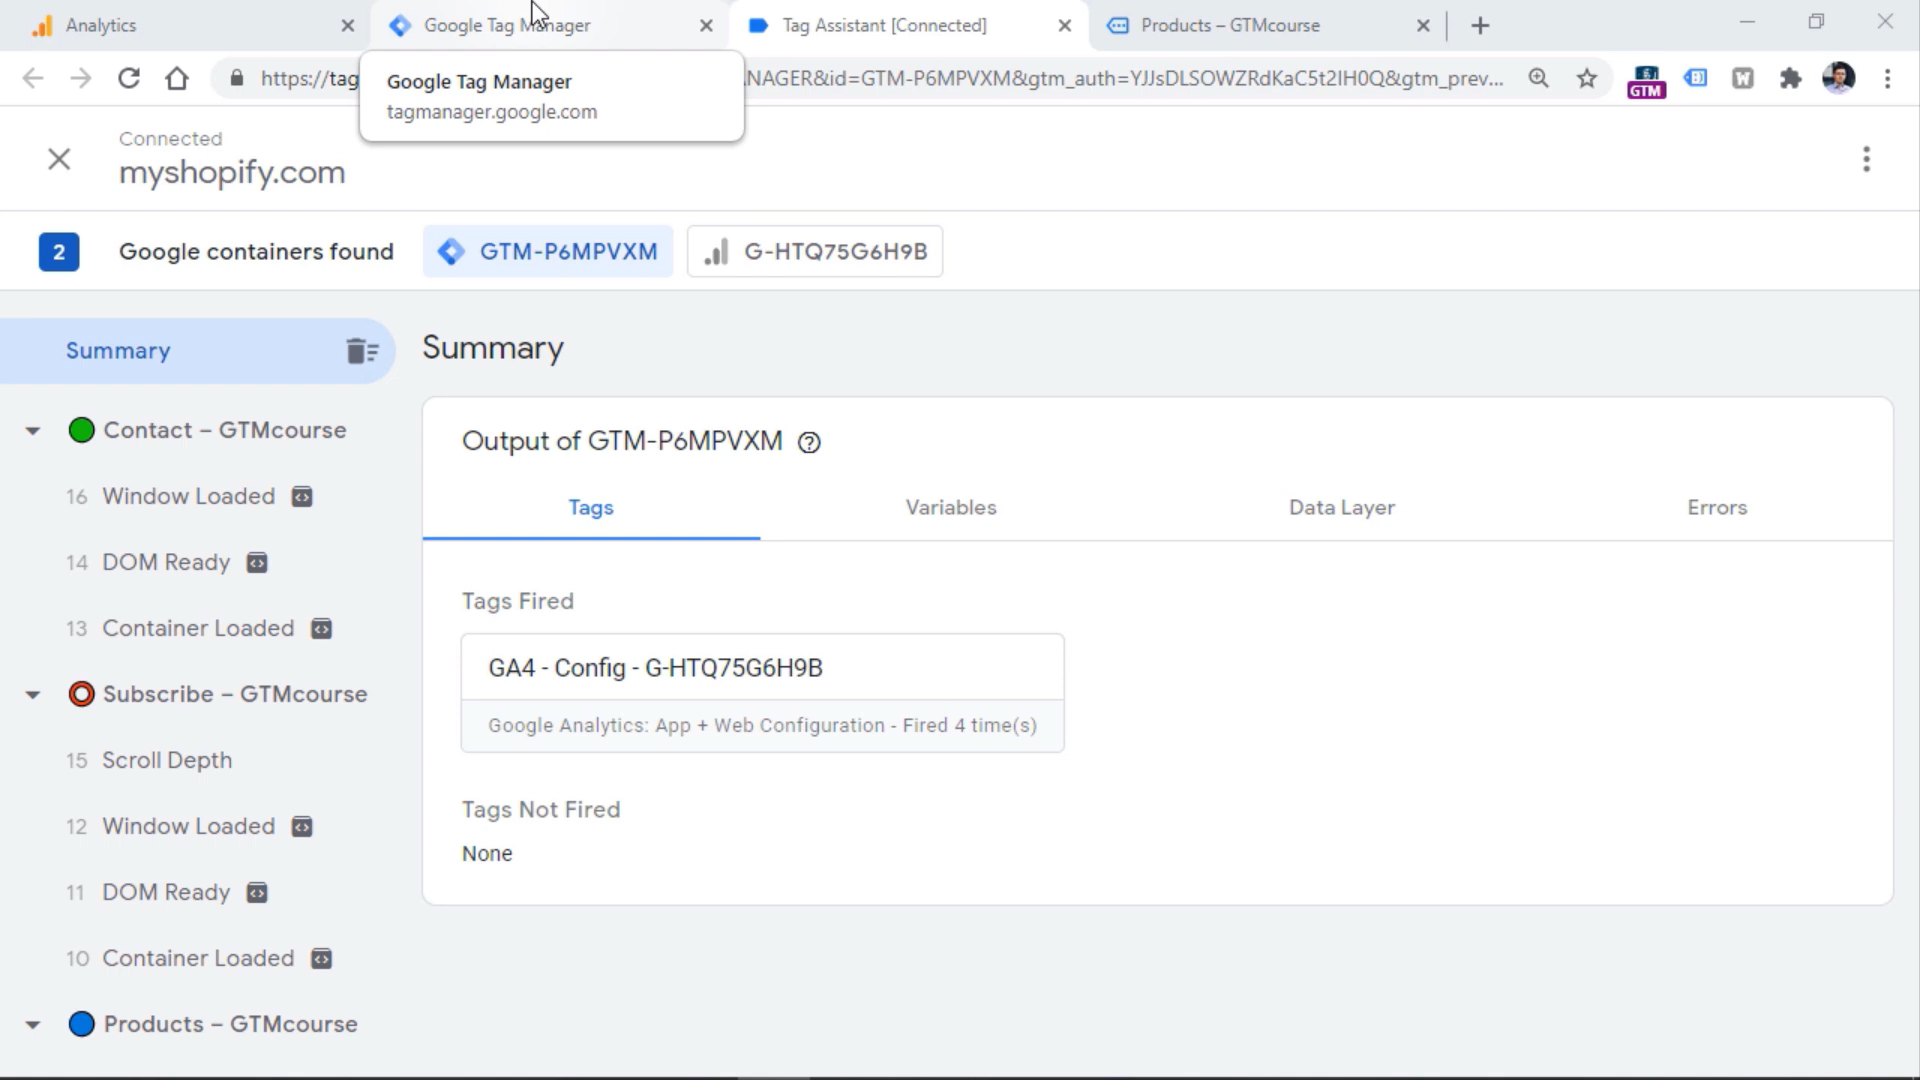 Analytics
Google Tag Manager
Tag Assistant [Connected]
Products – GTMcourse
https://tag
NAGER&id=GTM-P6MPVXM&gtm_auth=YJJsDLSOWZRdKaC5t2IH0Q&gtm_prev...
GTM
W
Google Tag Manager
tagmanager.google.com
Connected
myshopify.com
2 Google containers found GTM-P6MPVXM G-HTQ75G6H9B
Summary
Contact – GTMcourse
16 Window Loaded
14 DOM Ready
13 Container Loaded
Subscribe – GTMcourse
15 Scroll Depth
12 Window Loaded
11 DOM Ready
10 Container Loaded
Products – GTMcourse
Summary
Output of GTM-P6MPVXM
Tags Variables Data Layer Errors
Tags Fired
GA4 - Config - G-HTQ75G6H9B
Google Analytics: App + Web Configuration - Fired 4 time(s)
Tags Not Fired
None